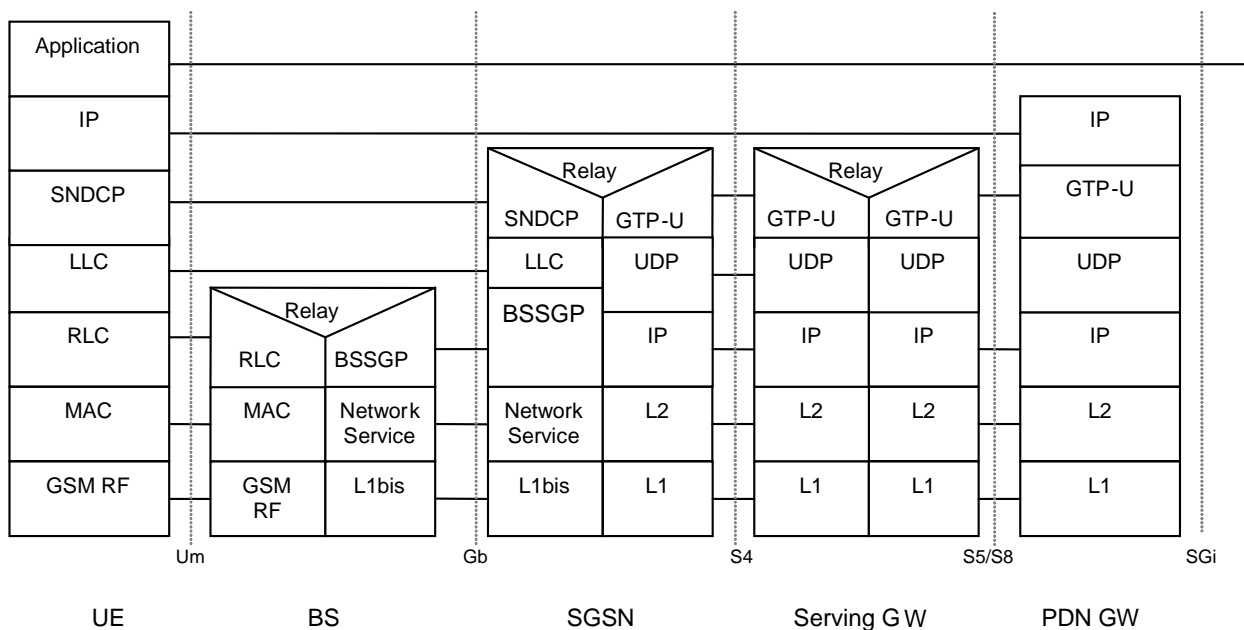 Application
IP
IP
Relay
Relay
SNDCP
GTP-U
SNDCP
GTP-U
GTP-U
GTP-U
LLC
LLC
UDP
UDP
UDP
UDP
Relay
BSSGP
RLC
IP
IP
IP
IP
RLC
BSSGP
MAC
MAC
Network
Service
Network
Service
L2
L2
L2
L2
GSM RF
GSM
RF
L1bis
L1bis
L1
L1
L1
L1
Um
Gb
S4
S5/S8
SGi
UE
BS
SGSN
Serving GW
PDN GW